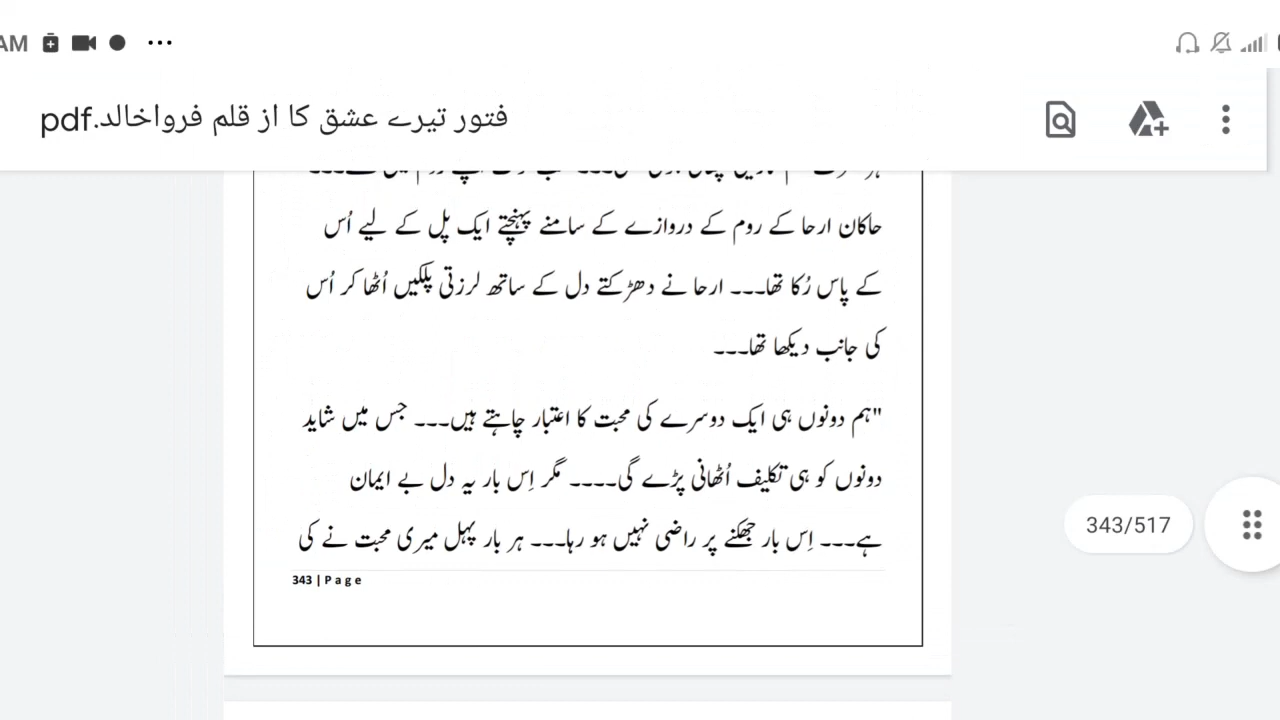 AM
فتور تیرے عشق کا از قلم فرواخالد.pdf
حاکان ارحا کے روم کے دروازے کے سامنے پہنچتے ایک پل کے لیے اُس
کے پاس رُکا تھا۔۔۔ ارحا نے دھڑکتے دل کے ساتھ لرزتی پلکیں اُٹھا کر اُس
کی جانب دیکھا تھا۔۔۔
"ہم دونوں ہی ایک دوسرے کی محبت کا اعتبار چاہتے ہیں۔۔۔ جس میں شاید
دونوں کو ہی تکلیف اُٹھانی پڑے گی۔۔۔۔ مگر اِس بار یہ دل بے ایمان
ہے۔۔۔ اِس بار جھکنے پر راضی نہیں ہو رہا۔۔۔ ہر بار پہل میری محبت نے کی
343/517
343 | Page